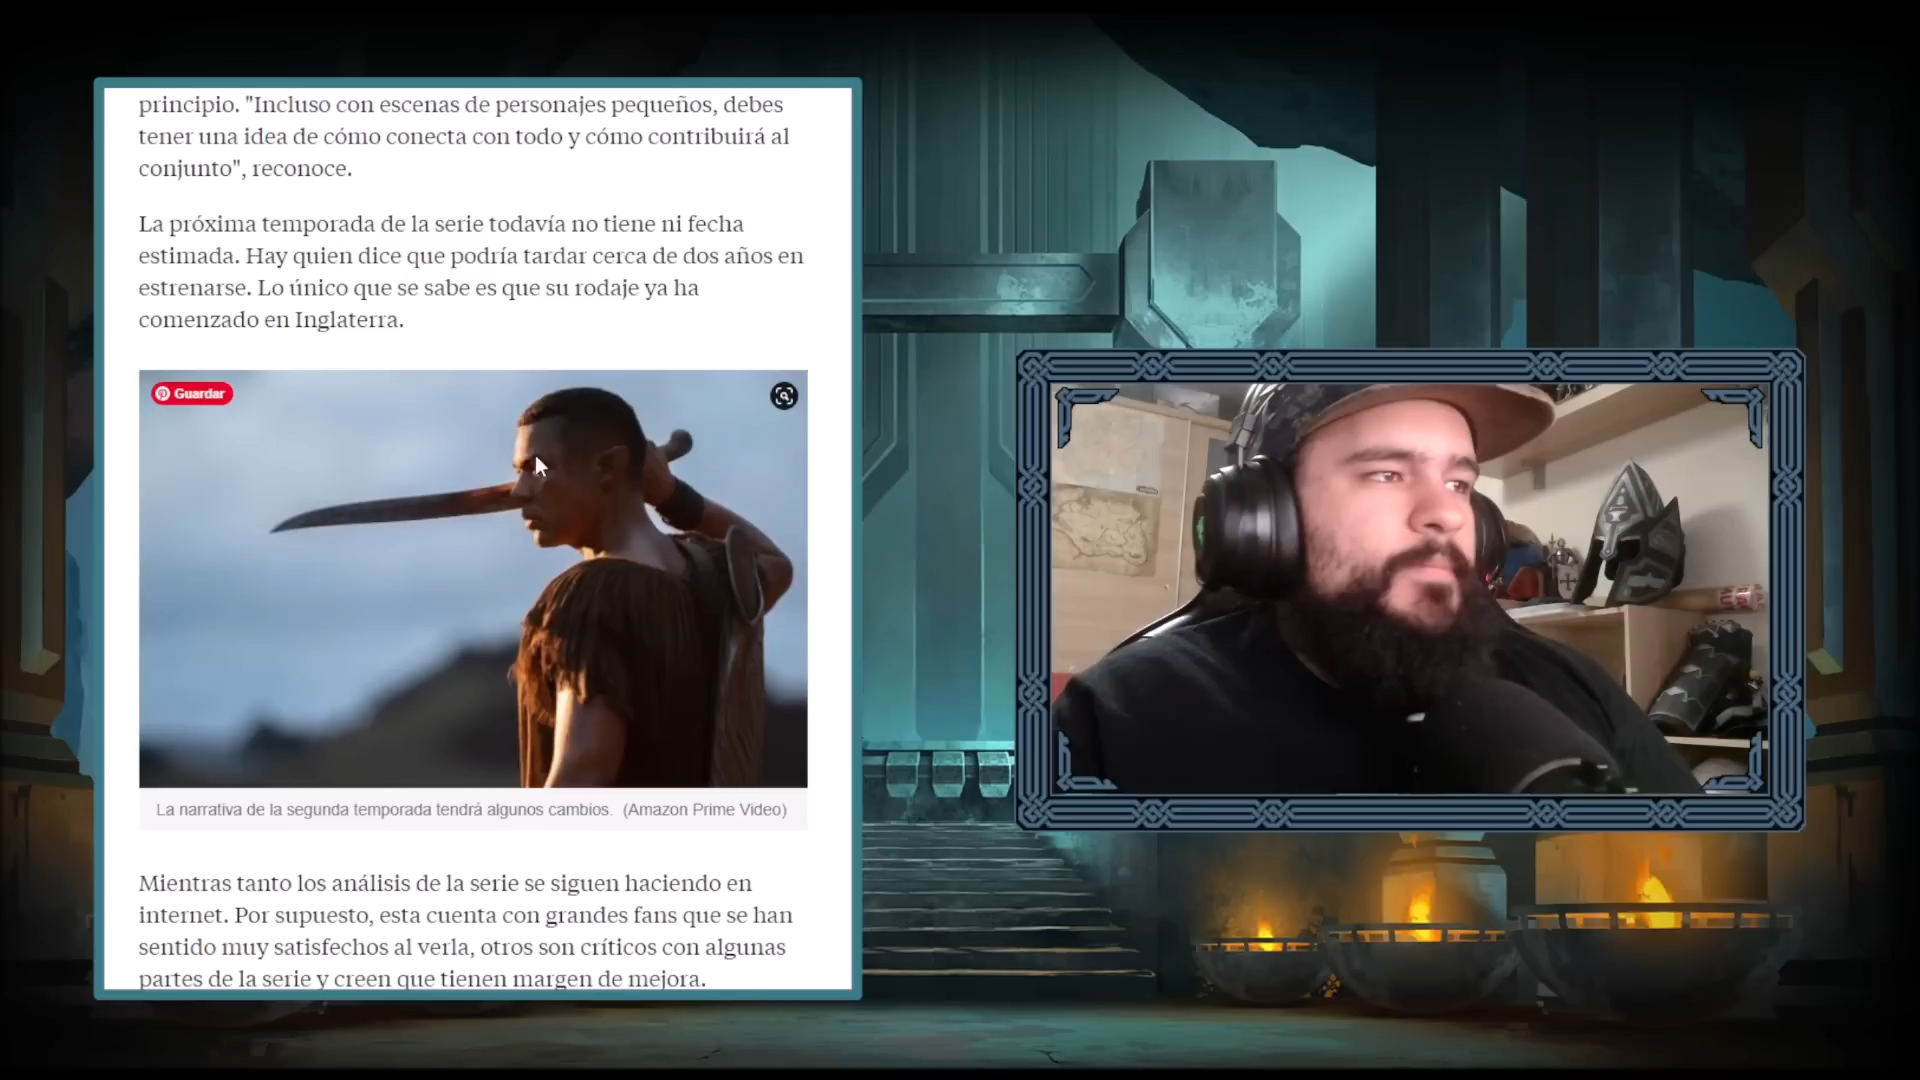 principio. "Incluso con escenas de personajes pequeños, debes
tener una idea de cómo conecta con todo y cómo contribuirá al
conjunto", reconoce.
La próxima temporada de la serie todavía no tiene ni fecha
estimada. Hay quien dice que podría tardar cerca de dos años en
estrenarse. Lo único que se sabe es que su rodaje ya ha
comenzado en Inglaterra.
Guardar
La narrativa de la segunda temporada tendrá algunos cambios. (Amazon Prime Video)
Mientras tanto los análisis de la serie se siguen haciendo en
internet. Por supuesto, esta cuenta con grandes fans que se han
sentido muy satisfechos al verla, otros son críticos con algunas
partes de la serie y creen que tienen margen de mejora.